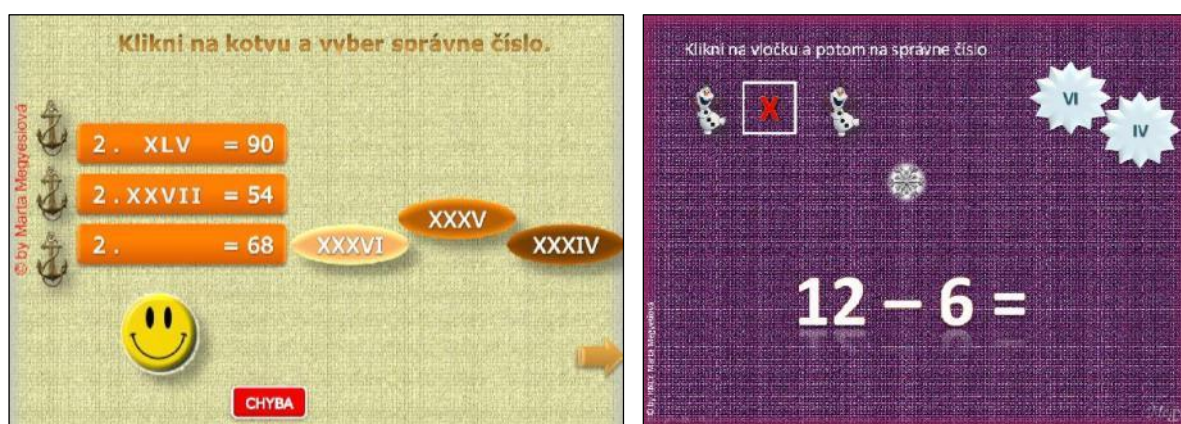 Klikni na kotvu a vyber správne číslo.
© by Marta Megyesiová
2 . XLV = 90
2 . XXVII = 54
2 . = 68
XXXVI
XXXV
XXXIV
CHYBA
Klikni na vločku a potom na správne číslo
X
VI
IV
12 – 6 =